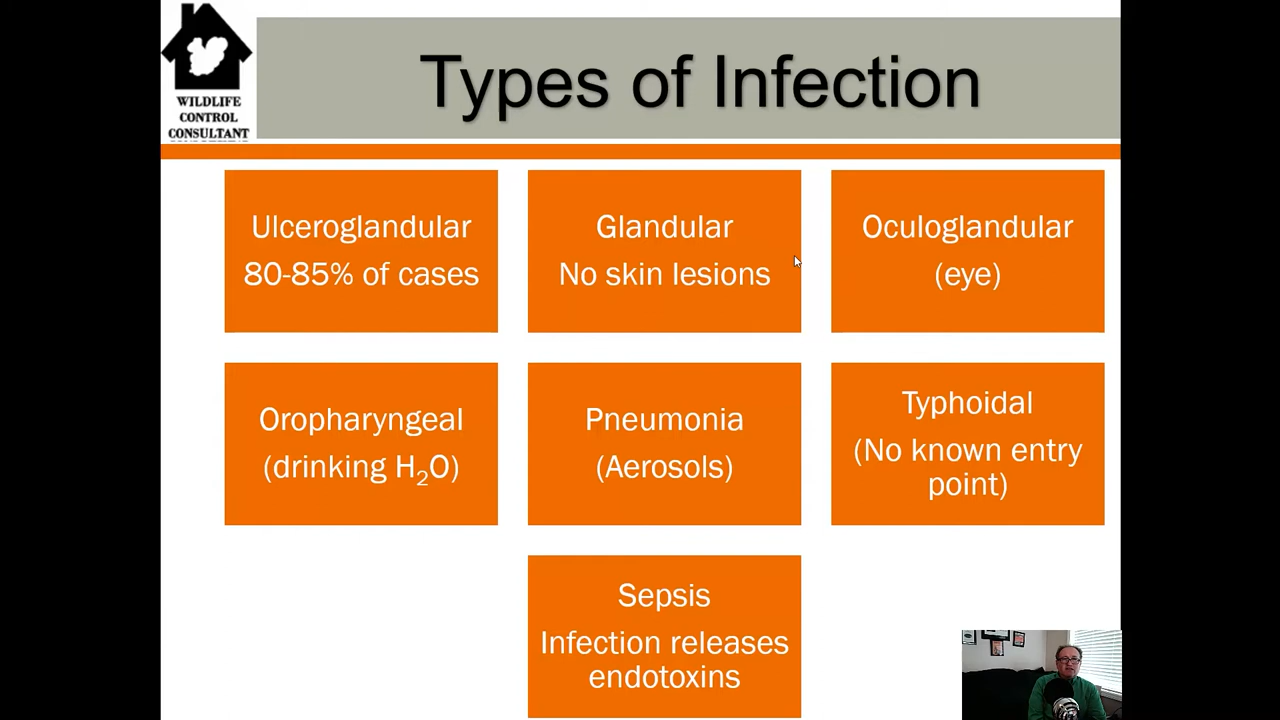 WILDLIFE
CONTROL
CONSULTANT
Types of Infection
Ulceroglandular
80-85% of cases
Glandular
No skin lesions
Oculoglandular
(eye)
Oropharyngeal
(drinking H₂O)
Pneumonia
(Aerosols)
Typhoidal
(No known entry
point)
Sepsis
Infection releases
endotoxins